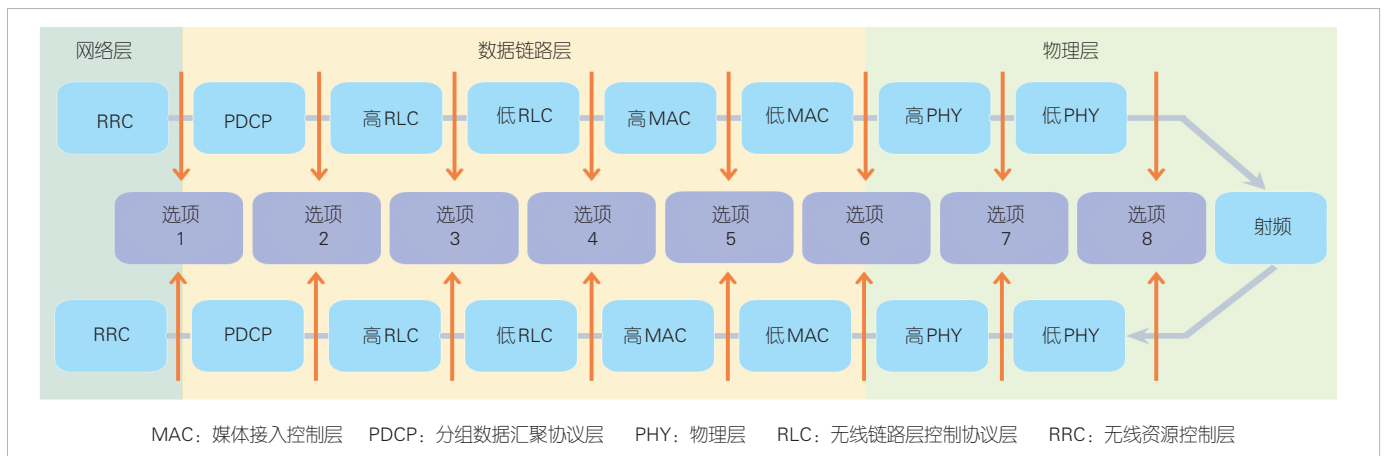 网络层 数据链路层 物理层
RRC PDCP 高RLC 低RLC 高MAC 低MAC 高PHY 低PHY
选项 选项 选项 选项 选项 选项 选项 选项
1 2 3 4 5 6 7 8
射频
RRC PDCP 高RLC 低RLC 高MAC 低MAC 高PHY 低PHY
MAC：媒体接入控制层 PDCP：分组数据汇聚协议层 PHY：物理层 RLC：无线链路层控制协议层 RRC：无线资源控制层